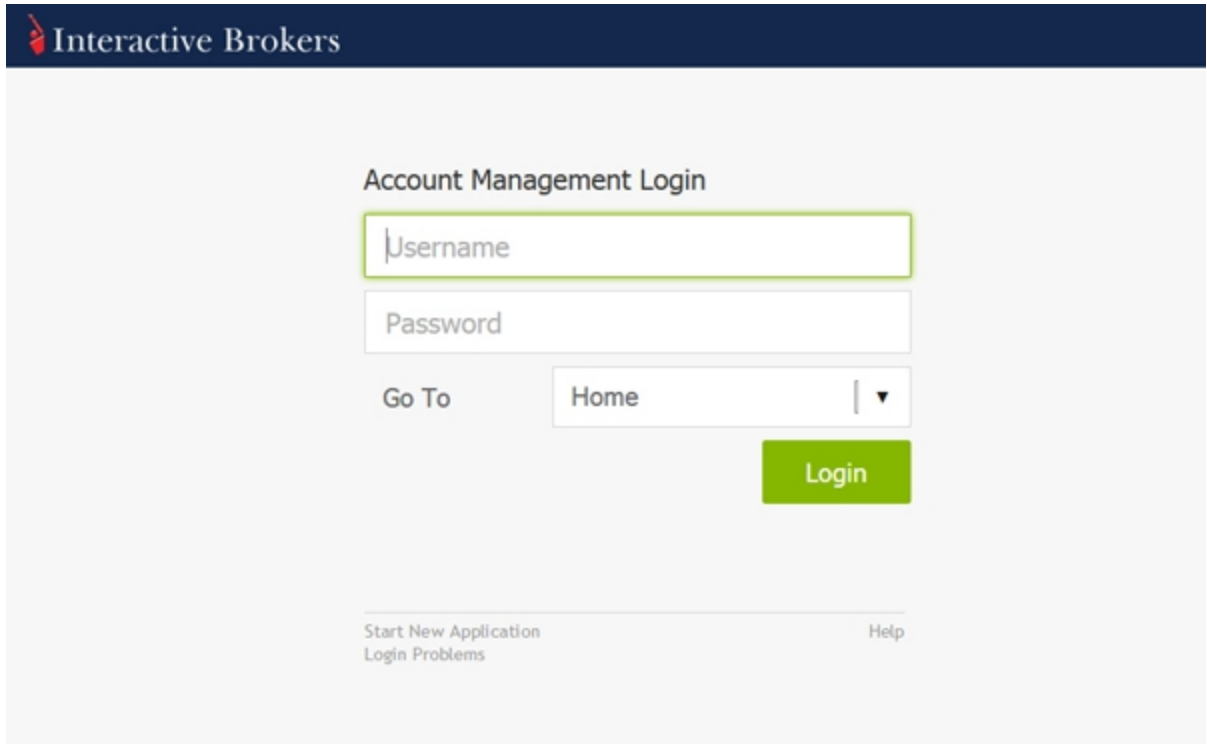 Interactive Brokers
Account Management Login
Username
Password
Go To Home
Login
Start New Application Help
Login Problems